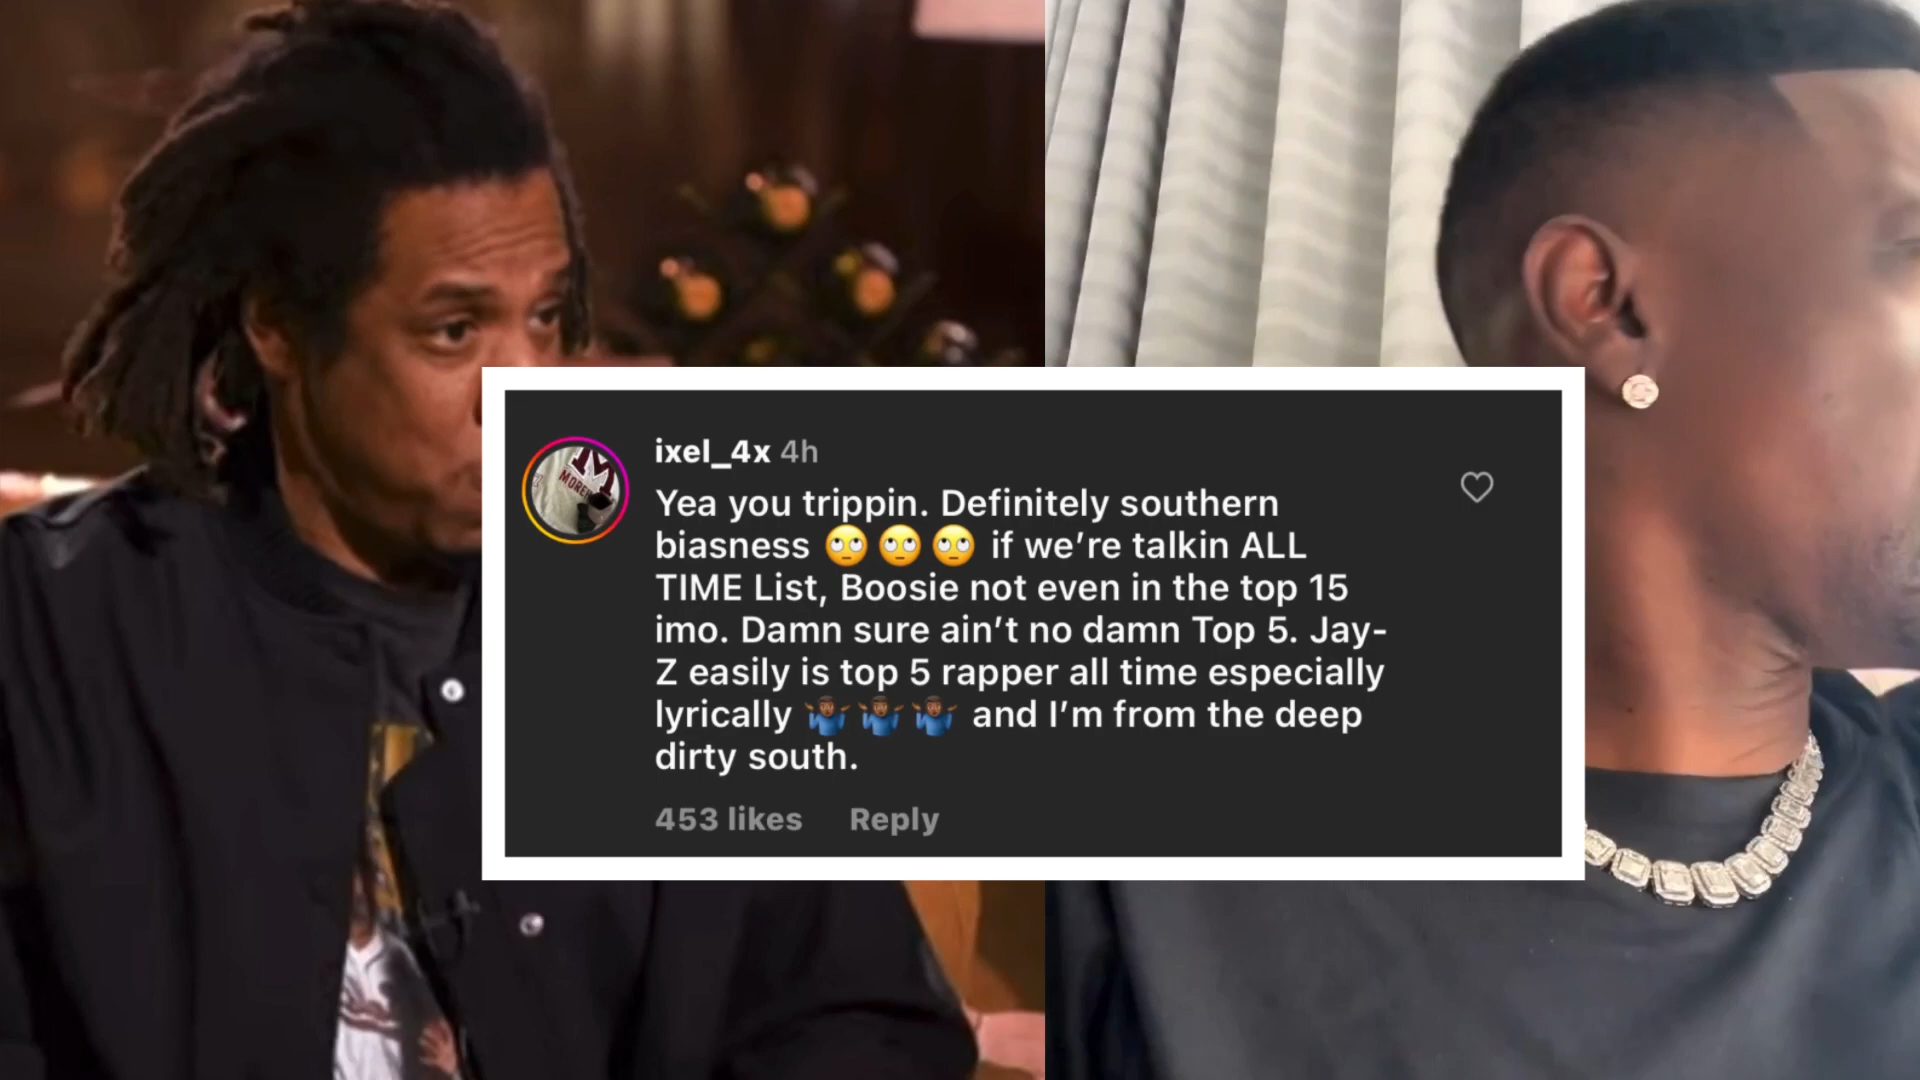 ixel_4x 4h
Yea you trippin. Definitely southern
biasness 🙄🙄🙄 if we’re talkin ALL
TIME List, Boosie not even in the top 15
imo. Damn sure ain’t no damn Top 5. Jay-
Z easily is top 5 rapper all time especially
lyrically 🤷🏾‍♂️🤷🏾‍♂️🤷🏾‍♂️ and I’m from the deep
dirty south.
453 likes Reply
M